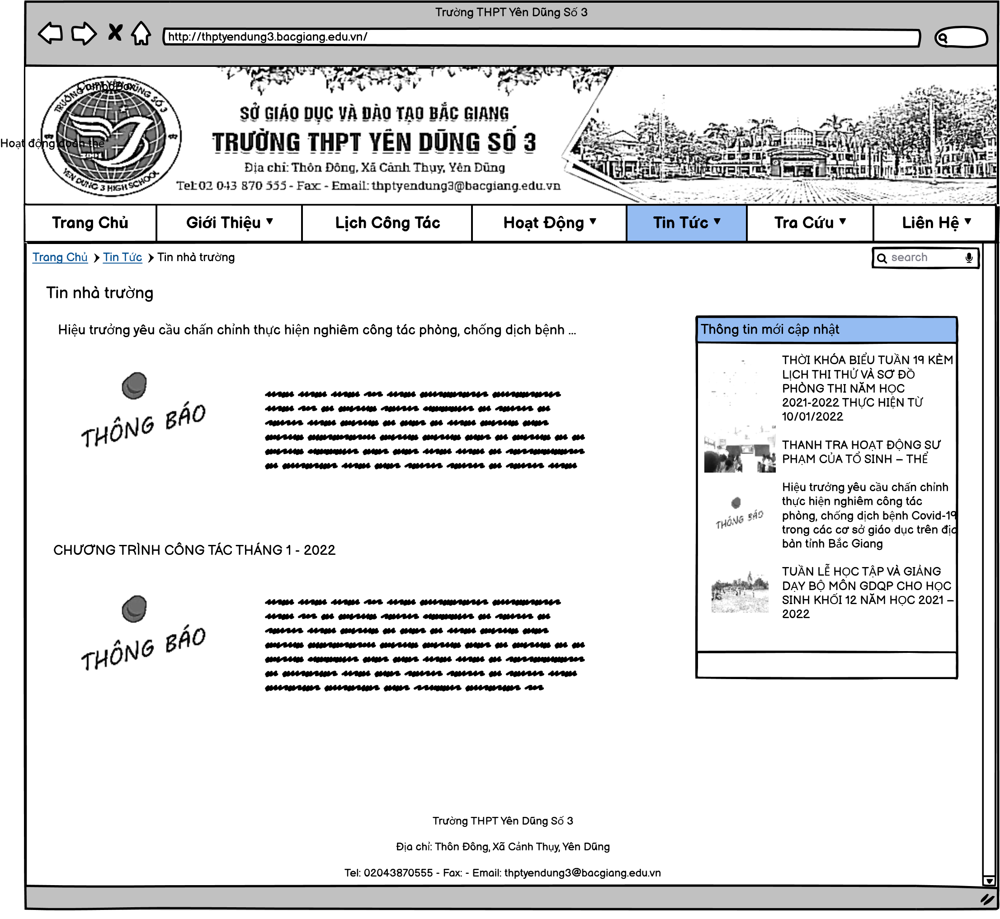 Trường THPT Yên Dũng Số 3
http://thptyendung3.bacgiang.edu.vn/
TRƯỜNG THPT YÊN DŨNG SỐ 3
ComboBox
2001
YEN DUNG 3 HIGH SCHOOL
Hoạt động đoàn thể
SỞ GIÁO DỤC VÀ ĐÀO TẠO BẮC GIANG
TRƯỜNG THPT YÊN DŨNG SỐ 3
Địa chỉ: Thôn Đông, Xã Cảnh Thụy, Yên Dũng
Tel: 02 043 870 555 - Fax: - Email: thptyendung3@bacgiang.edu.vn
Trang Chủ Giới Thiệu Lịch Công Tác Hoạt Động Tin Tức Tra Cứu Liên Hệ
Trang Chủ Tin Tức Tin nhà trường
search
Tin nhà trường
Hiệu trưởng yêu cầu chấn chỉnh thực hiện nghiêm công tác phòng, chống dịch bệnh ...
THÔNG BÁO
CHƯƠNG TRÌNH CÔNG TÁC THÁNG 1 - 2022
THÔNG BÁO
Thông tin mới cập nhật
THỜI KHÓA BIỂU TUẦN 19 KÈM
LỊCH THI THỬ VÀ SƠ ĐỒ
PHÒNG THI NĂM HỌC
2021-2022 THỰC HIỆN TỪ
10/01/2022
THANH TRA HOẠT ĐỘNG SƯ
PHẠM CỦA TỔ SINH – THỂ
THÔNG BÁO
Hiệu trưởng yêu cầu chấn chỉnh
thực hiện nghiêm công tác
phòng, chống dịch bệnh Covid-19
trong các cơ sở giáo dục trên địa
bàn tỉnh Bắc Giang
TUẦN LỄ HỌC TẬP VÀ GIẢNG
DẠY BỘ MÔN GDQP CHO HỌC
SINH KHỐI 12 NĂM HỌC 2021 –
2022
Trường THPT Yên Dũng Số 3
Địa chỉ: Thôn Đông, Xã Cảnh Thụy, Yên Dũng
Tel: 02043870555 - Fax: - Email: thptyendung3@bacgiang.edu.vn